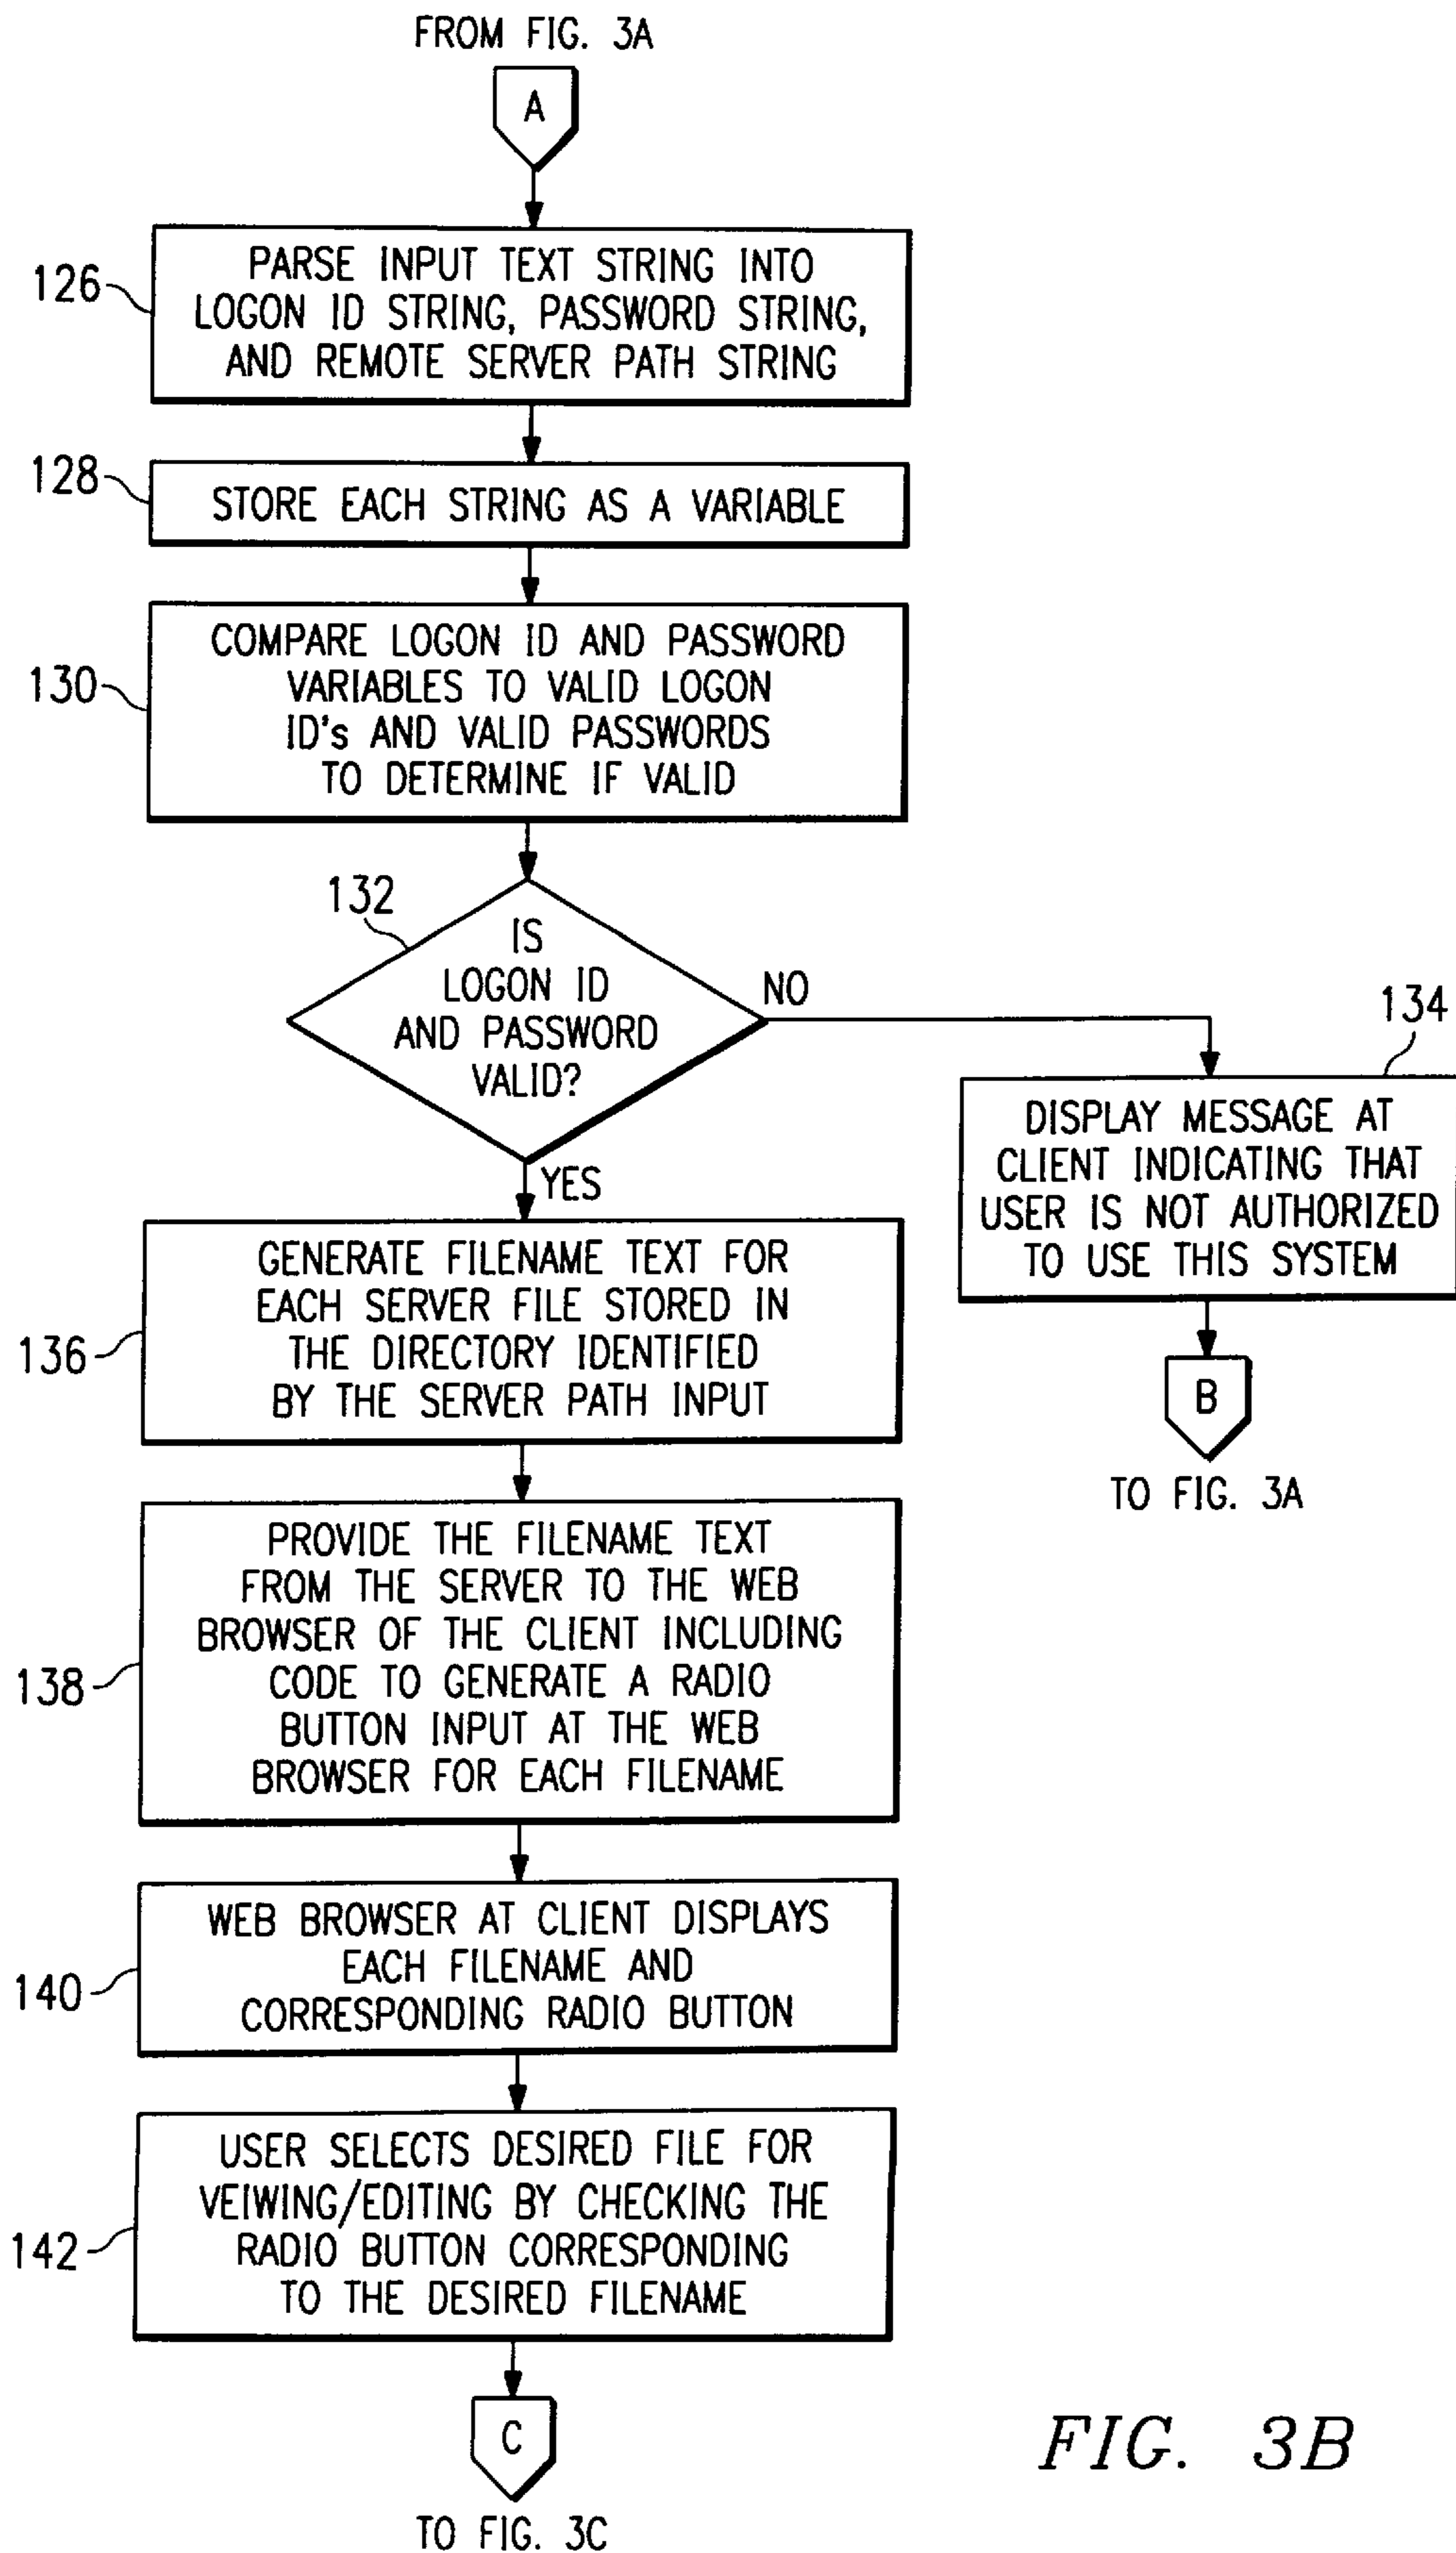 FROM FIG. 3A
A
126
PARSE INPUT TEXT STRING INTO
LOGON ID STRING, PASSWORD STRING,
AND REMOTE SERVER PATH STRING
128
STORE EACH STRING AS A VARIABLE
130
COMPARE LOGON ID AND PASSWORD
VARIABLES TO VALID LOGON
ID's AND VALID PASSWORDS
TO DETERMINE IF VALID
132
IS
LOGON ID
AND PASSWORD
VALID?
NO
134
DISPLAY MESSAGE AT
CLIENT INDICATING THAT
USER IS NOT AUTHORIZED
TO USE THIS SYSTEM
B
TO FIG. 3A
YES
136
GENERATE FILENAME TEXT FOR
EACH SERVER FILE STORED IN
THE DIRECTORY IDENTIFIED
BY THE SERVER PATH INPUT
138
PROVIDE THE FILENAME TEXT
FROM THE SERVER TO THE WEB
BROWSER OF THE CLIENT INCLUDING
CODE TO GENERATE A RADIO
BUTTON INPUT AT THE WEB
BROWSER FOR EACH FILENAME
140
WEB BROWSER AT CLIENT DISPLAYS
EACH FILENAME AND
CORRESPONDING RADIO BUTTON
142
USER SELECTS DESIRED FILE FOR
VEIWING/EDITING BY CHECKING THE
RADIO BUTTON CORRESPONDING
TO THE DESIRED FILENAME
C
TO FIG. 3C
FIG. 3B